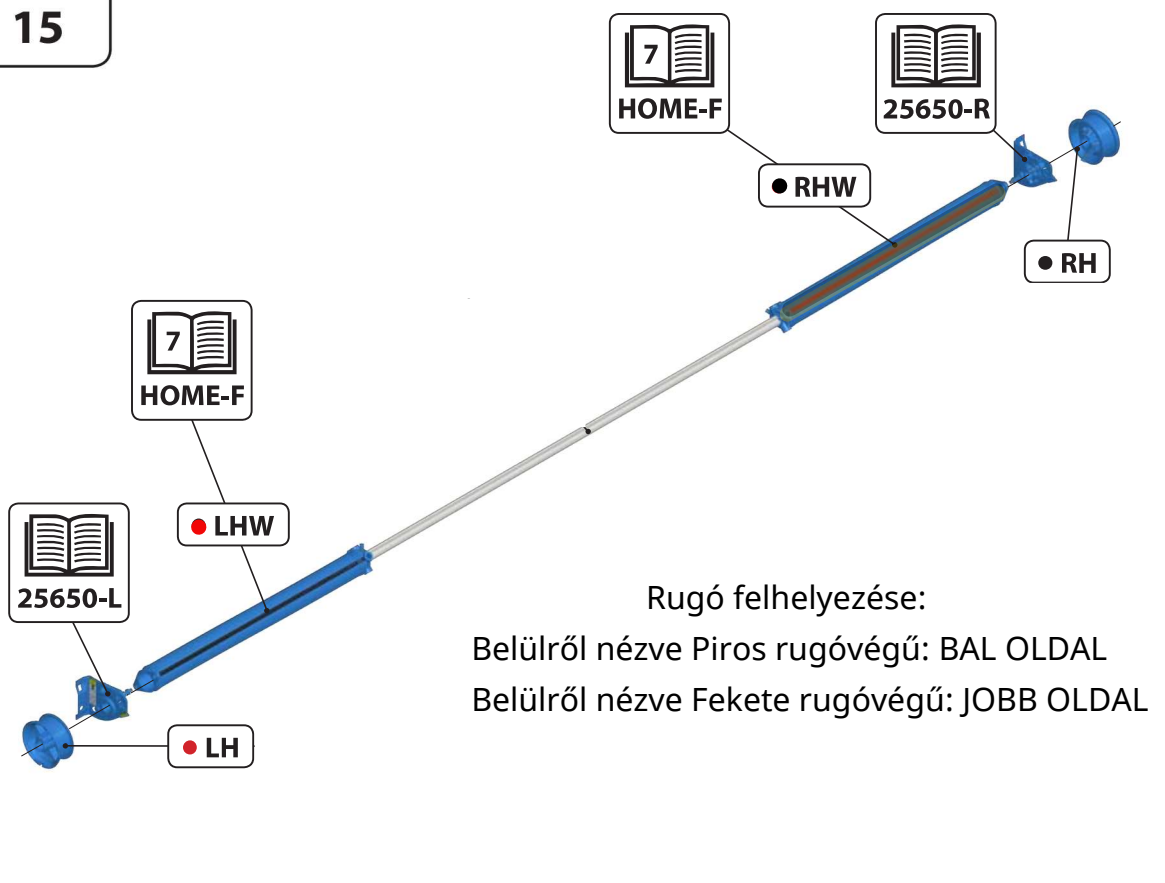 15
7
HOME-F
25650-R
● RHW
● RH
7
HOME-F
● LHW
25650-L
● LH
Rugó felhelyezése:
Belülről nézve Piros rugóvégű: BAL OLDAL
Belülről nézve Fekete rugóvégű: JOBB OLDAL